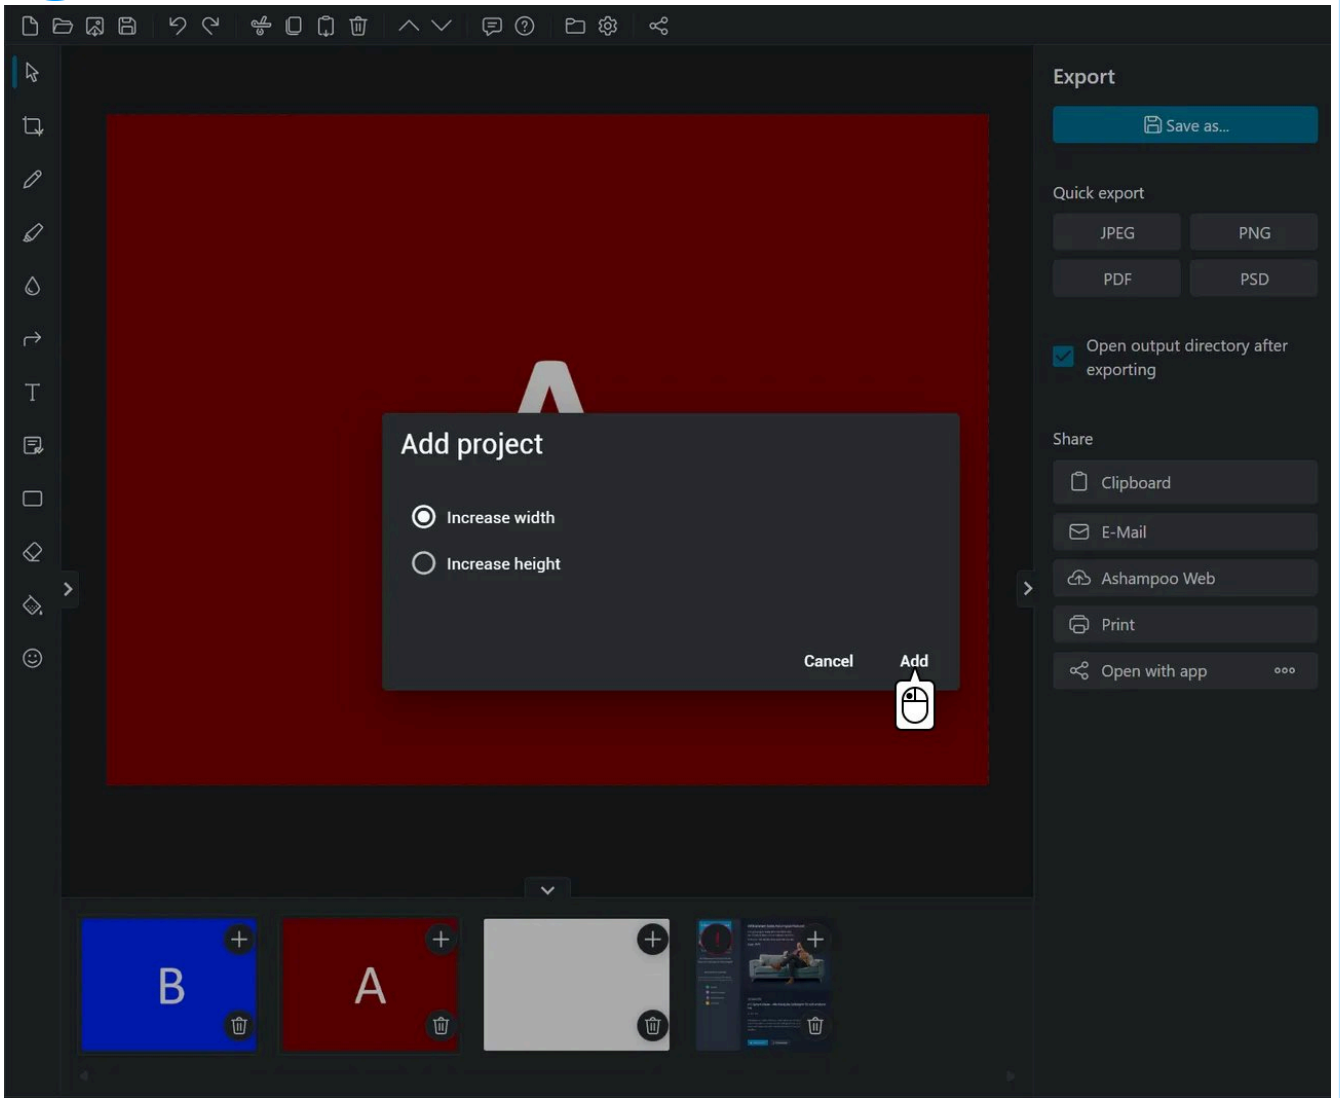 Export
Save as...
Quick export
JPEG
PNG
PDF
PSD
Open output directory after
exporting
Share
Clipboard
E-Mail
Ashampoo Web
Print
Open with app
A
Add project
Increase width
Increase height
Cancel
Add
B
A